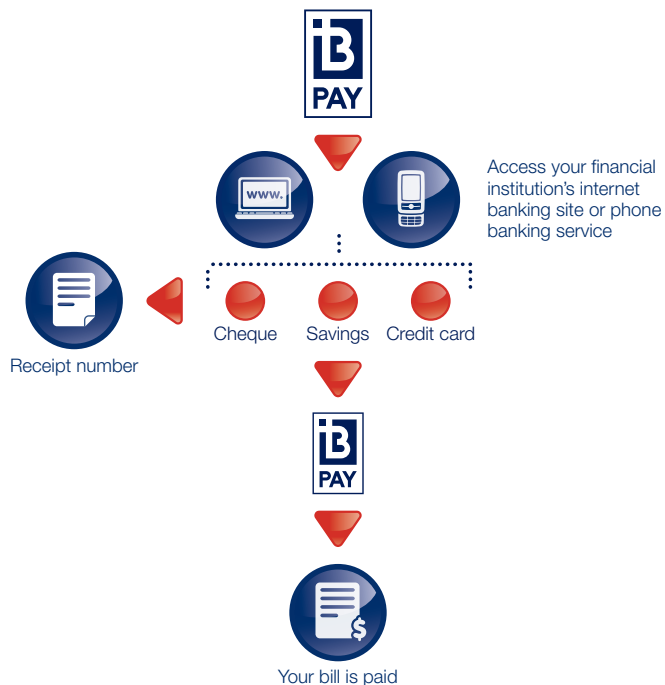 B
PAY
www.
Access your financial
institution's internet
banking site or phone
banking service
Cheque
Savings
Credit card
Receipt number
B
PAY
$
Your bill is paid